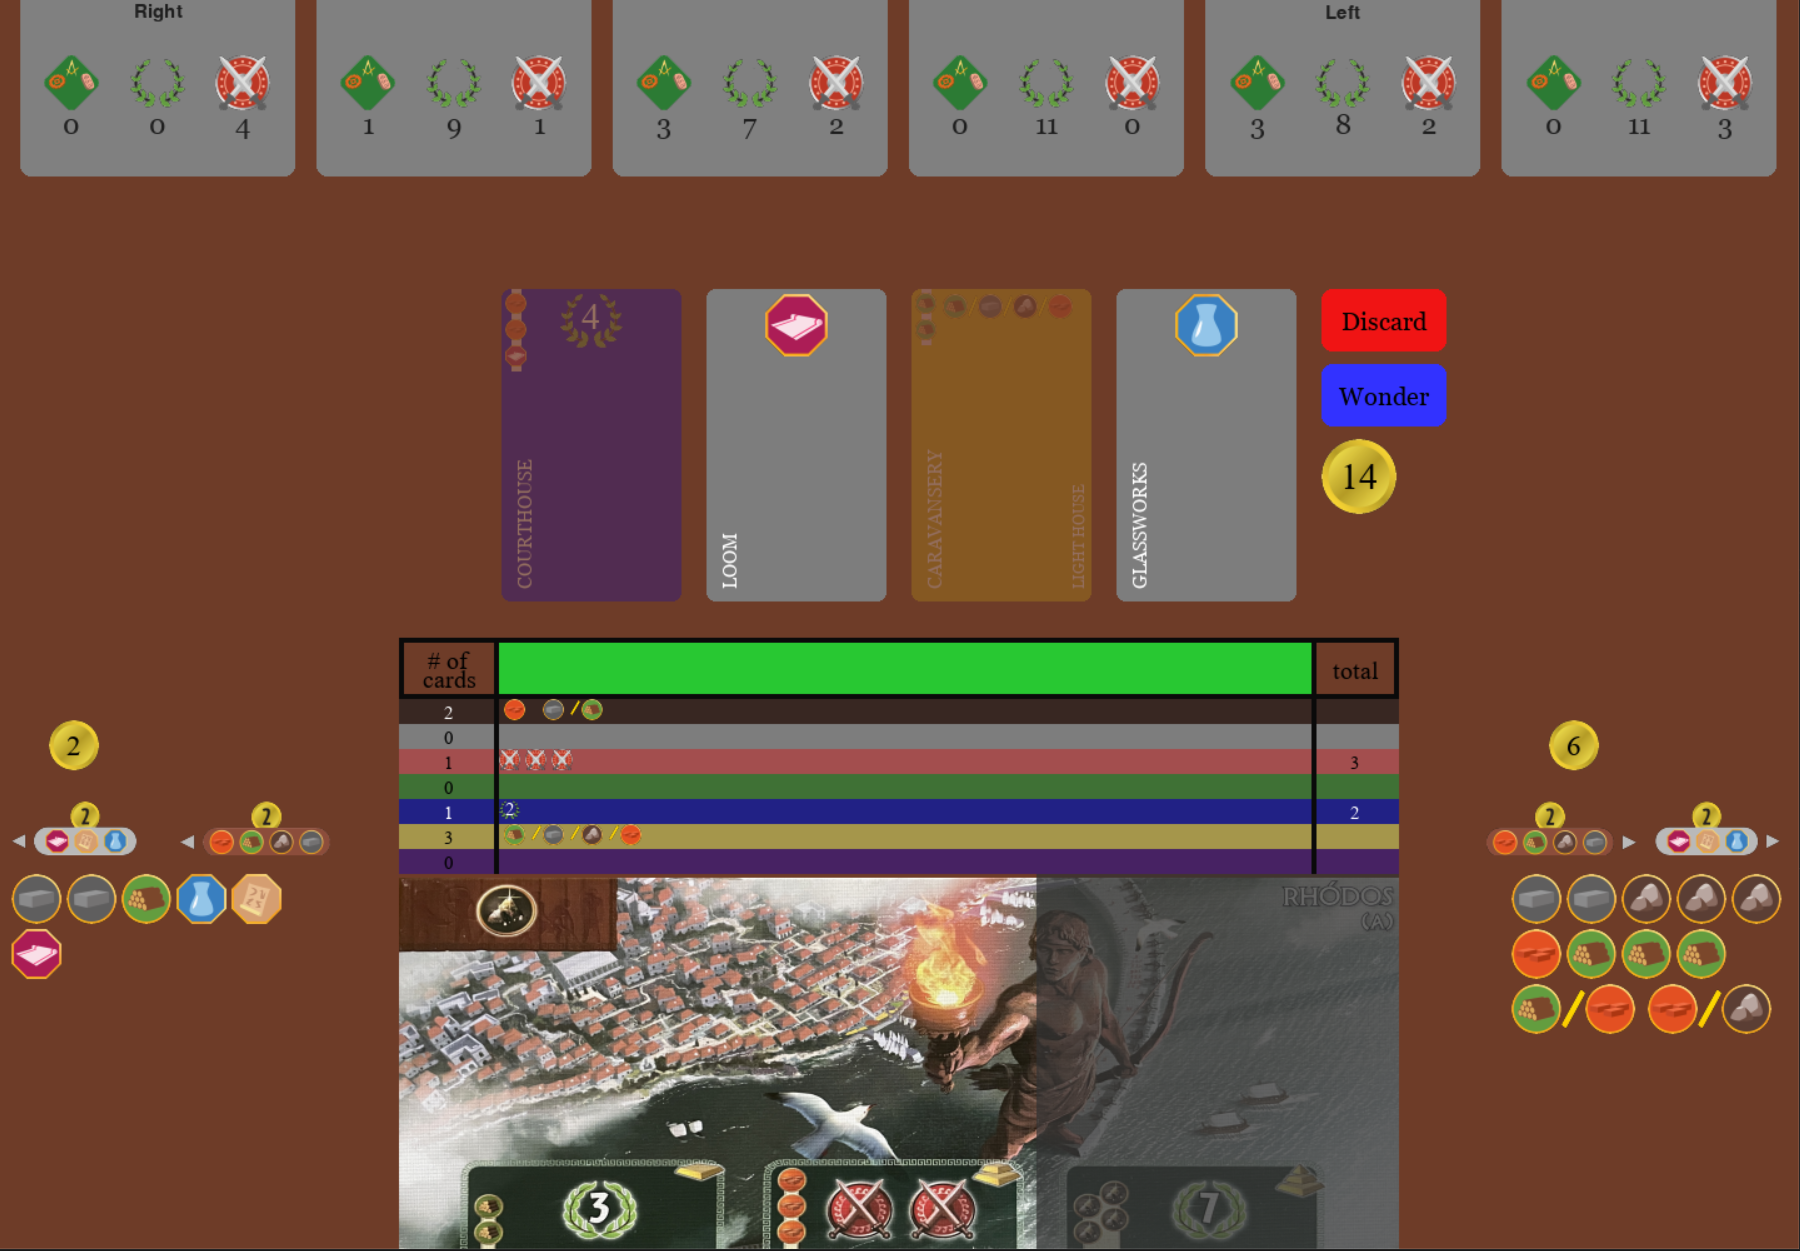 Right
Left
0 0 4
1 9 1
3 7 2
0 11 0
3 8 2
0 11 3
4
COURTHOUSE
LOOM
CARAVANSERY
LIGHTHOUSE
GLASSWORKS
Discard
Wonder
14
# of
cards
total
2
0
1 3
0
1 2 2
3
0
2
2
2
6
2
2
RHÓDOS
(A)
3
7